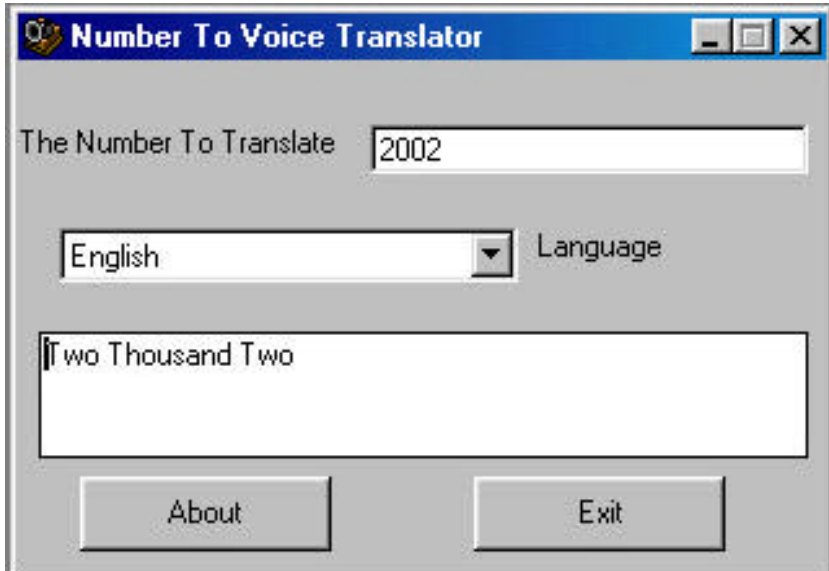 Number To Voice Translator
The Number To Translate 2002
English Language
Two Thousand Two
About Exit